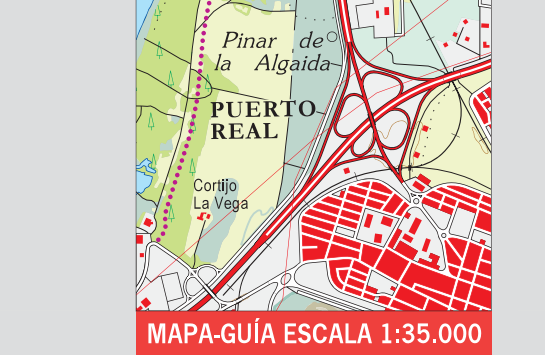 Pinar de
la Algaida
PUERTO
REAL
Cortijo
La Vega
MAPA-GUÍA ESCALA 1:35.000